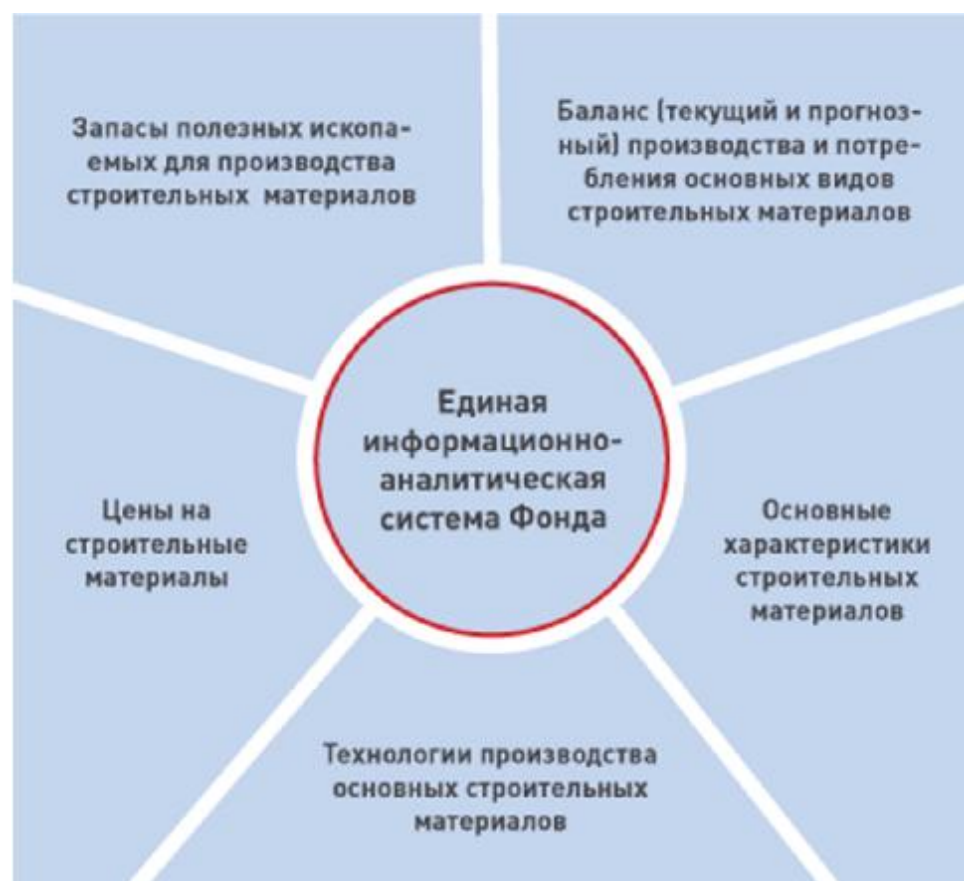 Запасы полезных ископа-
емых для производства
строительных материалов
Баланс (текущий и прогноз-
ный) производства и потре-
бления основных видов
строительных материалов
Единая
информационно-
аналитическая
система Фонда
Цены на
строительные
материалы
Основные
характеристики
строительных
материалов
Технологии производства
основных строительных
материалов